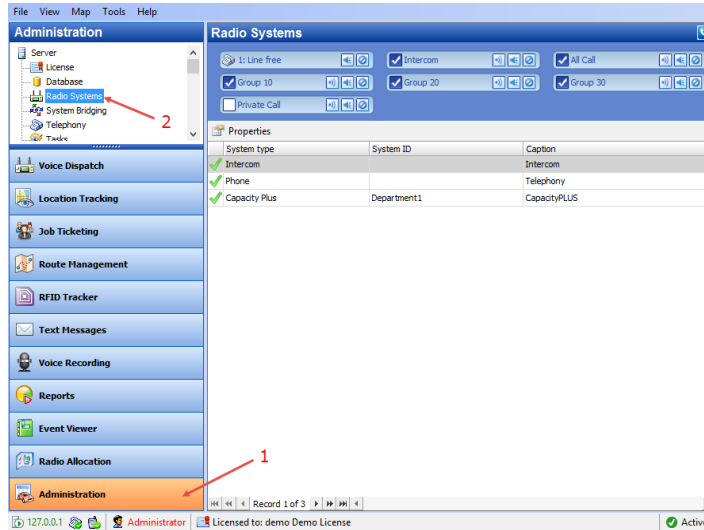 File View Map Tools Help
Administration
Server
License
Database
Radio Systems
System Bridging
Telephony
Tasks
2
Voice Dispatch
Location Tracking
Job Ticketing
Route Management
RFID Tracker
Text Messages
Voice Recording
Reports
Event Viewer
Radio Allocation
Administration
1
Radio Systems
1: Line free Intercom All Call
Group 10 Group 20 Group 30
Private Call
Properties
System type System ID Caption
Intercom Intercom
Phone Telephony
Capacity Plus Department1 CapacityPLUS
Record 1 of 3
127.0.0.1 Administrator Licensed to: demo Demo License Active